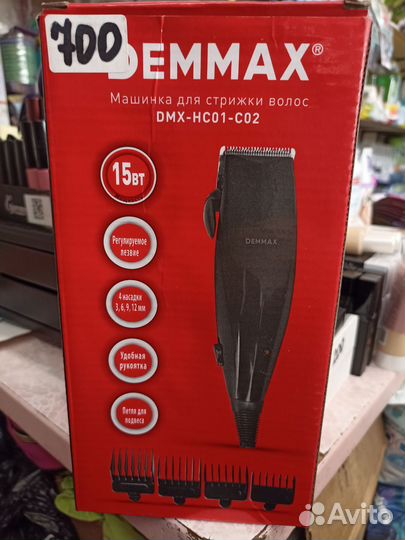 700
DEMMAX®
Машинка для стрижки волос
DMX-HC01-C02
15ВТ
Регулируемое
лезвие
4 насадки
3, 6, 9, 12 мм
Удобная
рукоятка
Петля для
подвеса
DEMMAX
Avito